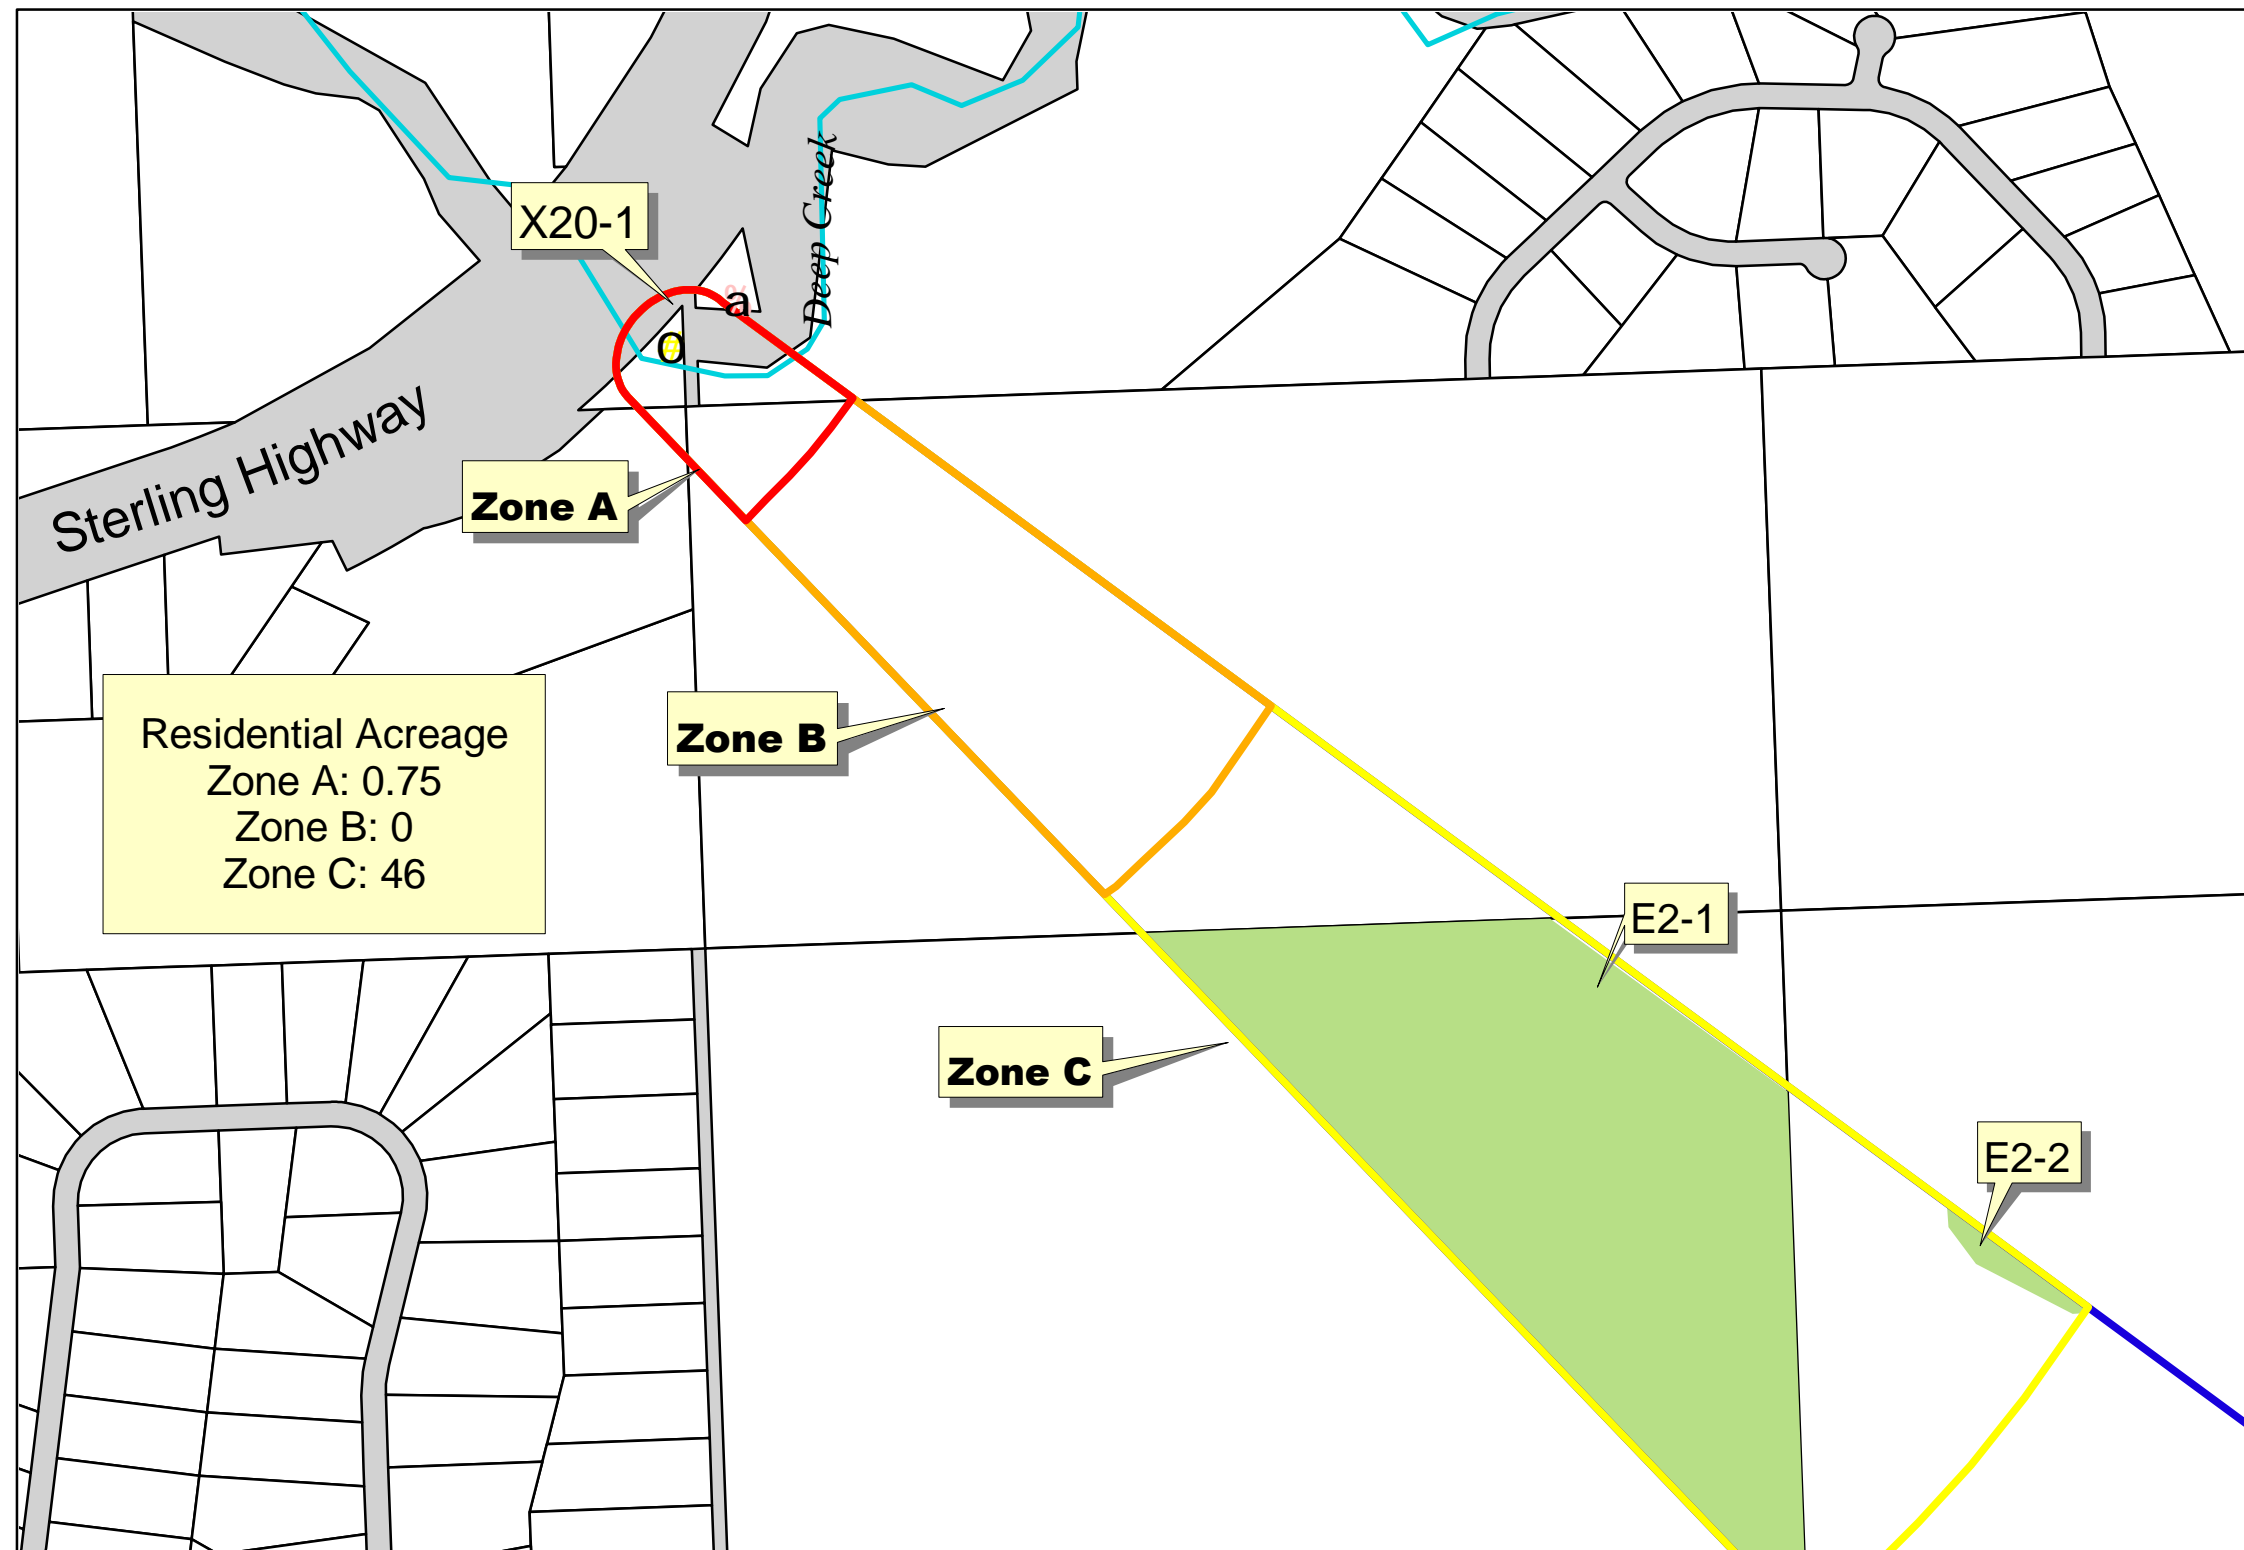 X20-1
a
O
Deep Creek
Sterling Highway
Zone A
Zone B
Residential Acreage
Zone A: 0.75
Zone B: 0
Zone C: 46
E2-1
Zone C
E2-2